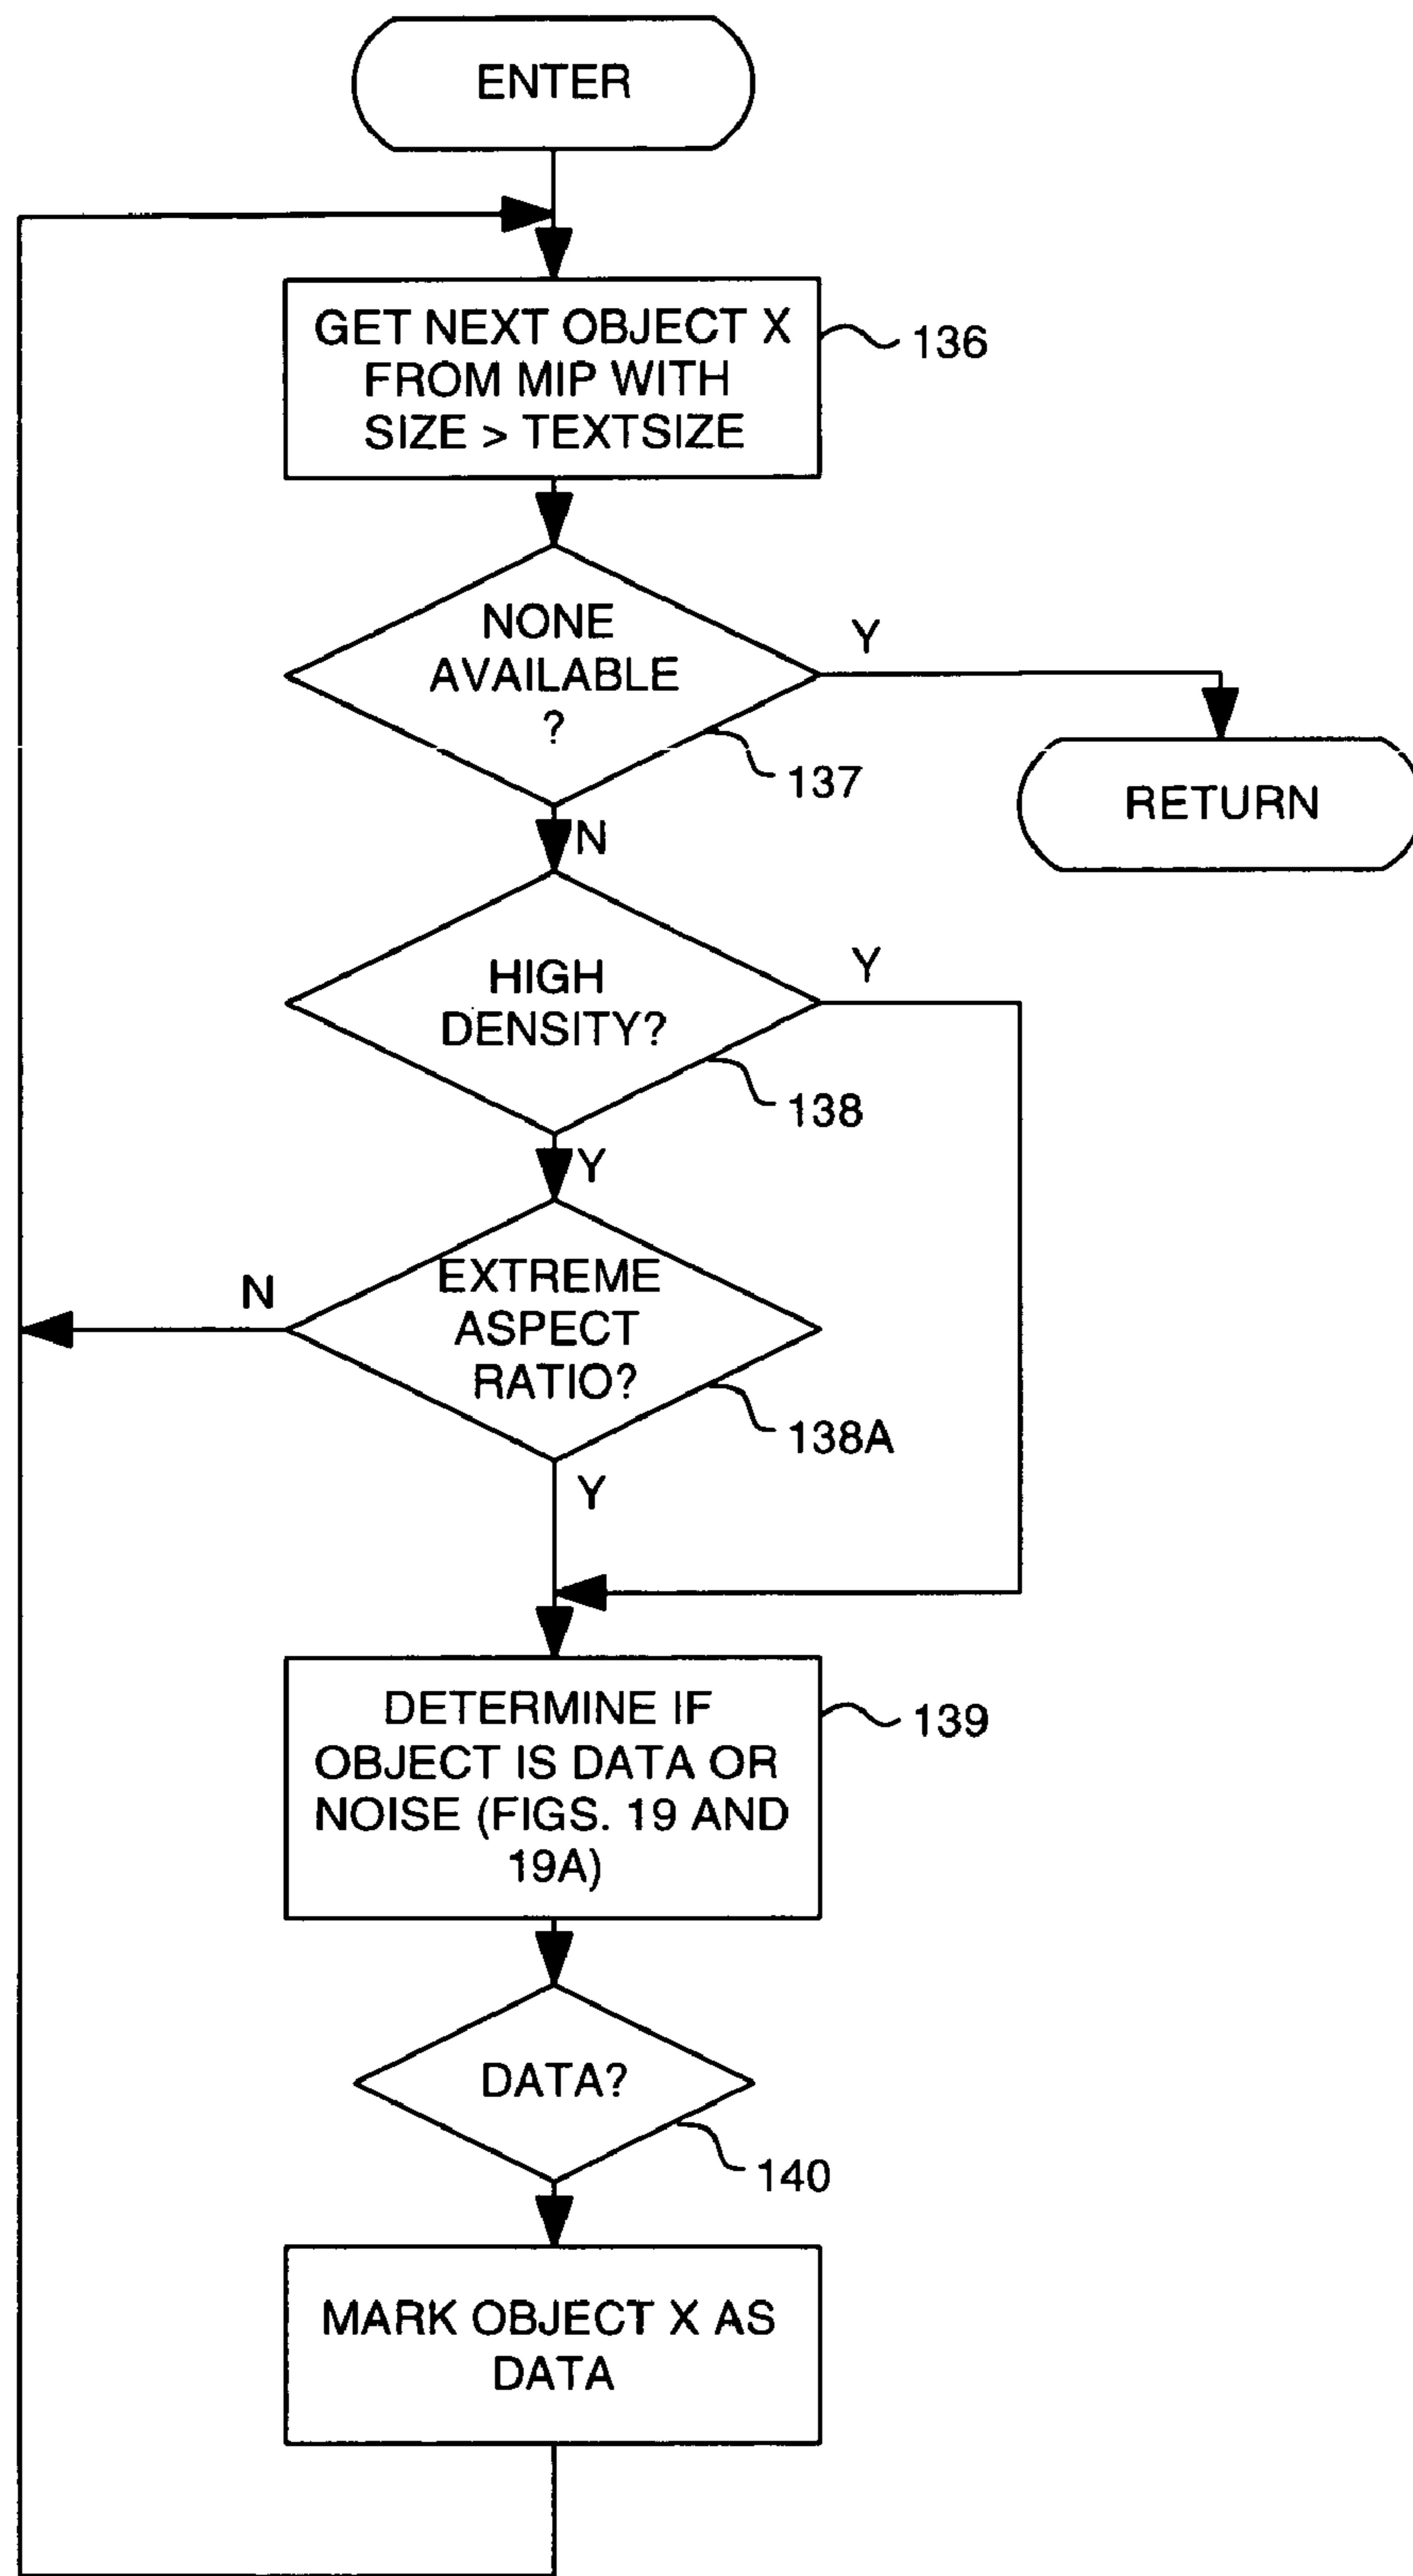 ENTER
GET NEXT OBJECT X
FROM MIP WITH
SIZE > TEXTSIZE
136
NONE
AVAILABLE
?
Y
137
RETURN
N
HIGH
DENSITY?
Y
138
Y
EXTREME
ASPECT
RATIO?
N
138A
Y
DETERMINE IF
OBJECT IS DATA OR
NOISE (FIGS. 19 AND
19A)
139
DATA?
140
MARK OBJECT X AS
DATA